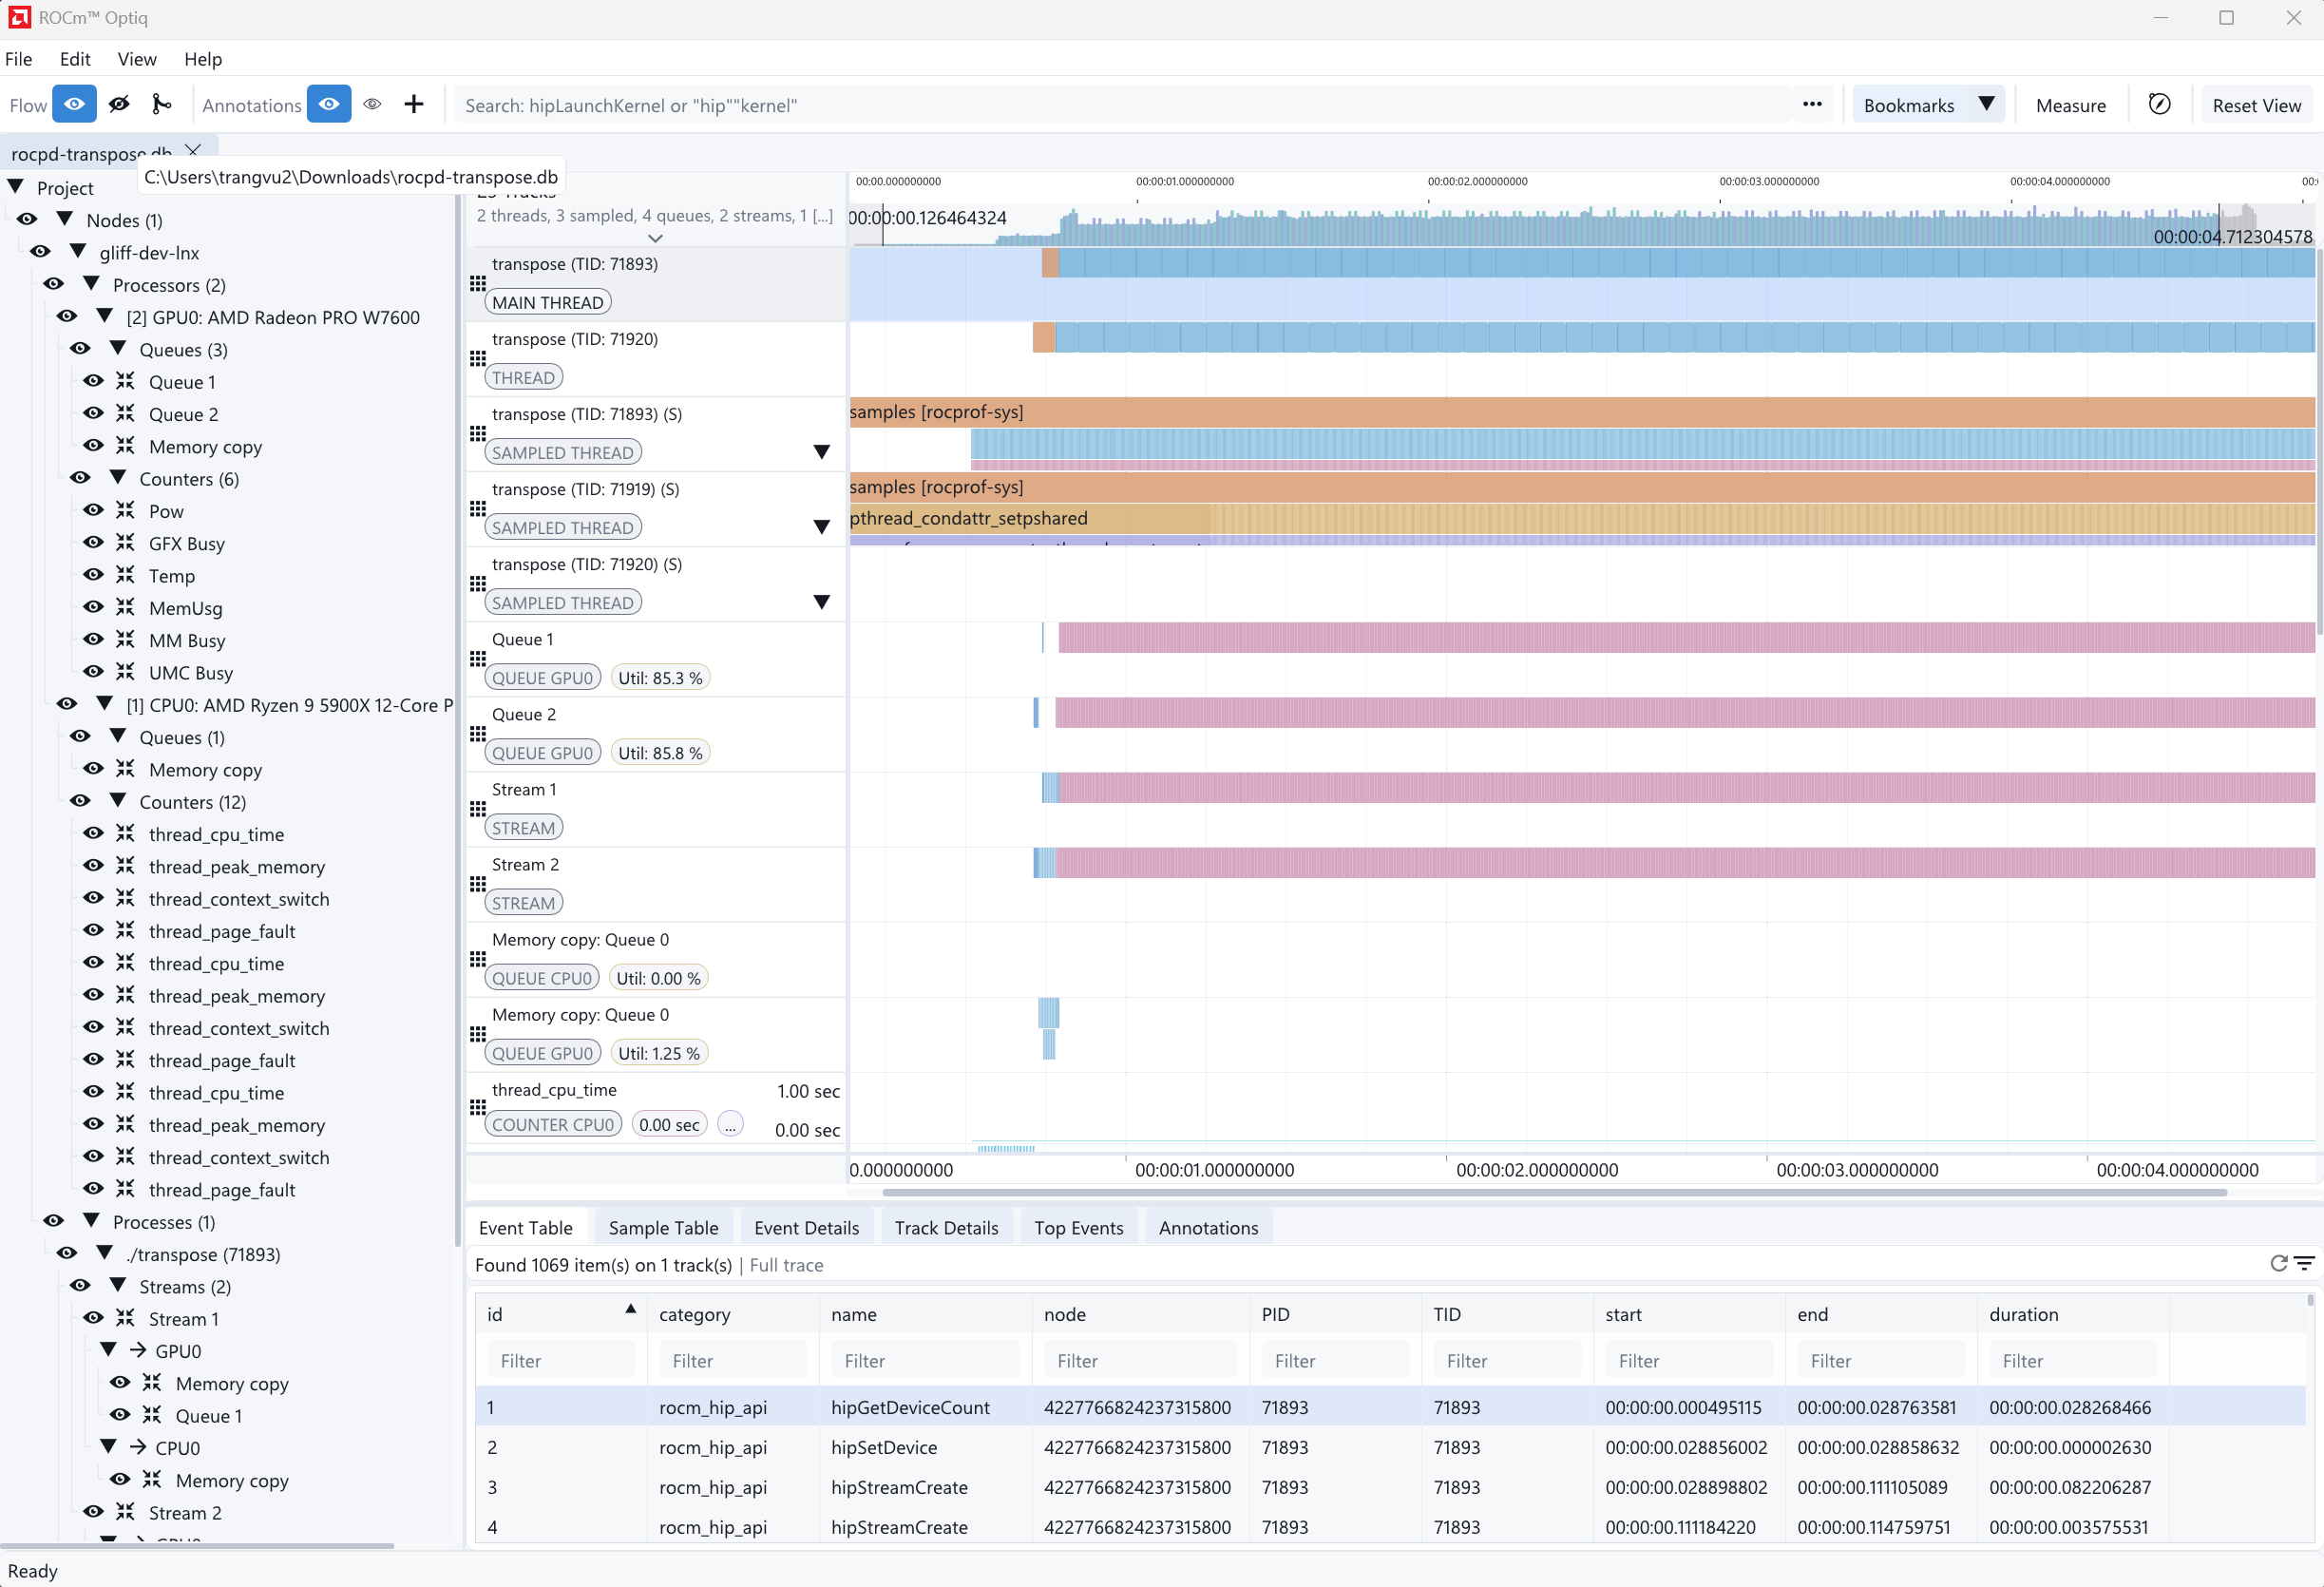 ROCm™ Optiq
File Edit View Help
Flow Annotations Search: hipLaunchKernel or "hip""kernel" ••• Bookmarks Measure Reset View
rocpd-transpose.db
C:\Users\trangvu2\Downloads\rocpd-transpose.db
Project
Nodes (1)
gliff-dev-lnx
Processors (2)
[2] GPU0: AMD Radeon PRO W7600
Queues (3)
Queue 1
Queue 2
Memory copy
Counters (6)
Pow
GFX Busy
Temp
MemUsg
MM Busy
UMC Busy
[1] CPU0: AMD Ryzen 9 5900X 12-Core P
Queues (1)
Memory copy
Counters (12)
thread_cpu_time
thread_peak_memory
thread_context_switch
thread_page_fault
thread_cpu_time
thread_peak_memory
thread_context_switch
thread_page_fault
thread_cpu_time
thread_peak_memory
thread_context_switch
thread_page_fault
Processes (1)
./transpose (71893)
Streams (2)
Stream 1
GPU0
Memory copy
Queue 1
CPU0
Memory copy
Stream 2
2 threads, 3 sampled, 4 queues, 2 streams, 1 [...]
00:00:00.000000000 00:00:01.000000000 00:00:02.000000000 00:00:03.000000000 00:00:04.000000000
00:00:00.126464324
00:00:04.712304578
transpose (TID: 71893)
MAIN THREAD
transpose (TID: 71920)
THREAD
transpose (TID: 71893) (S)
SAMPLED THREAD
samples [rocprof-sys]
transpose (TID: 71919) (S)
SAMPLED THREAD
samples [rocprof-sys]
pthread_condattr_setpshared
transpose (TID: 71920) (S)
SAMPLED THREAD
Queue 1
QUEUE GPU0 Util: 85.3 %
Queue 2
QUEUE GPU0 Util: 85.8 %
Stream 1
STREAM
Stream 2
STREAM
Memory copy: Queue 0
QUEUE CPU0 Util: 0.00 %
Memory copy: Queue 0
QUEUE GPU0 Util: 1.25 %
thread_cpu_time 1.00 sec
COUNTER CPU0 0.00 sec ... 0.00 sec
0.000000000 00:00:01.000000000 00:00:02.000000000 00:00:03.000000000 00:00:04.000000000
Event Table Sample Table Event Details Track Details Top Events Annotations
Found 1069 item(s) on 1 track(s) | Full trace
id category name node PID TID start end duration
Filter Filter Filter Filter Filter Filter Filter Filter Filter
1 rocm_hip_api hipGetDeviceCount 4227766824237315800 71893 71893 00:00:00.000495115 00:00:00.028763581 00:00:00.028268466
2 rocm_hip_api hipSetDevice 4227766824237315800 71893 71893 00:00:00.028856002 00:00:00.028858632 00:00:00.000002630
3 rocm_hip_api hipStreamCreate 4227766824237315800 71893 71893 00:00:00.028898802 00:00:00.111105089 00:00:00.082206287
4 rocm_hip_api hipStreamCreate 4227766824237315800 71893 71893 00:00:00.111184220 00:00:00.114759751 00:00:00.003575531
Ready